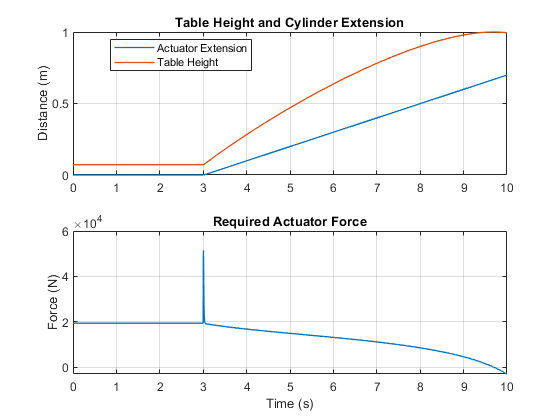 Table Height and Cylinder Extension
Distance (m)
1
0.5
0
Actuator Extension
Table Height
0 1 2 3 4 5 6 7 8 9 10
Required Actuator Force
×10^4
Force (N)
6
4
2
0
0 1 2 3 4 5 6 7 8 9 10
Time (s)